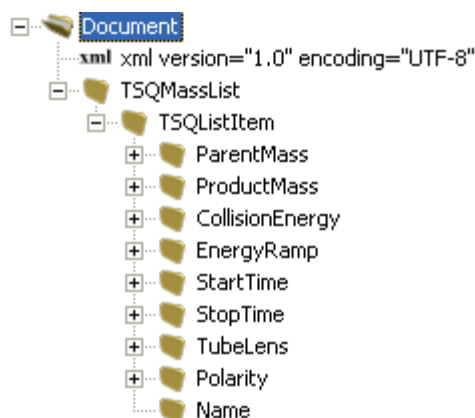 Document
xml xml version="1.0" encoding="UTF-8"
TSQMassList
TSQListItem
ParentMass
ProductMass
CollisionEnergy
EnergyRamp
StartTime
StopTime
TubeLens
Polarity
Name